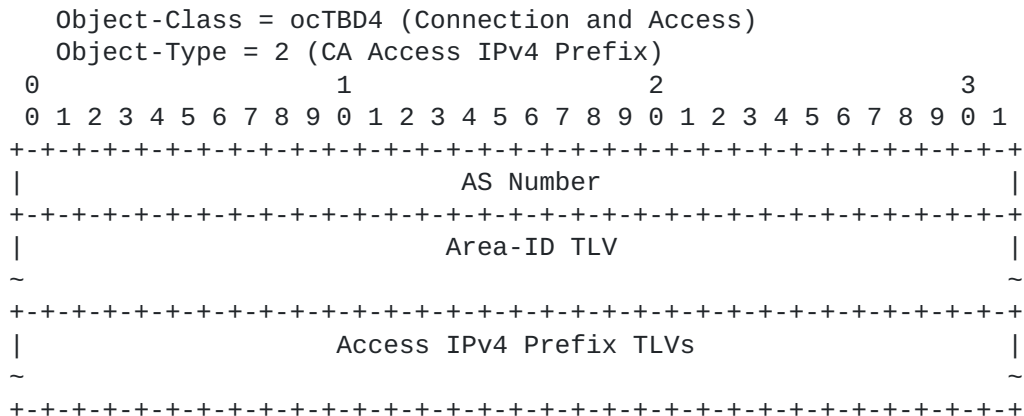 Object-Class = ocTBD4 (Connection and Access)
Object-Type = 2 (CA Access IPv4 Prefix)
0                   1                   2                   3
0 1 2 3 4 5 6 7 8 9 0 1 2 3 4 5 6 7 8 9 0 1 2 3 4 5 6 7 8 9 0 1
+-+-+-+-+-+-+-+-+-+-+-+-+-+-+-+-+-+-+-+-+-+-+-+-+-+-+-+-+-+-+-+-+
|                            AS Number                          |
+-+-+-+-+-+-+-+-+-+-+-+-+-+-+-+-+-+-+-+-+-+-+-+-+-+-+-+-+-+-+-+-+
|                           Area-ID TLV                         |
~                                                               ~
+-+-+-+-+-+-+-+-+-+-+-+-+-+-+-+-+-+-+-+-+-+-+-+-+-+-+-+-+-+-+-+-+
|                    Access IPv4 Prefix TLVs                    |
~                                                               ~
+-+-+-+-+-+-+-+-+-+-+-+-+-+-+-+-+-+-+-+-+-+-+-+-+-+-+-+-+-+-+-+-+